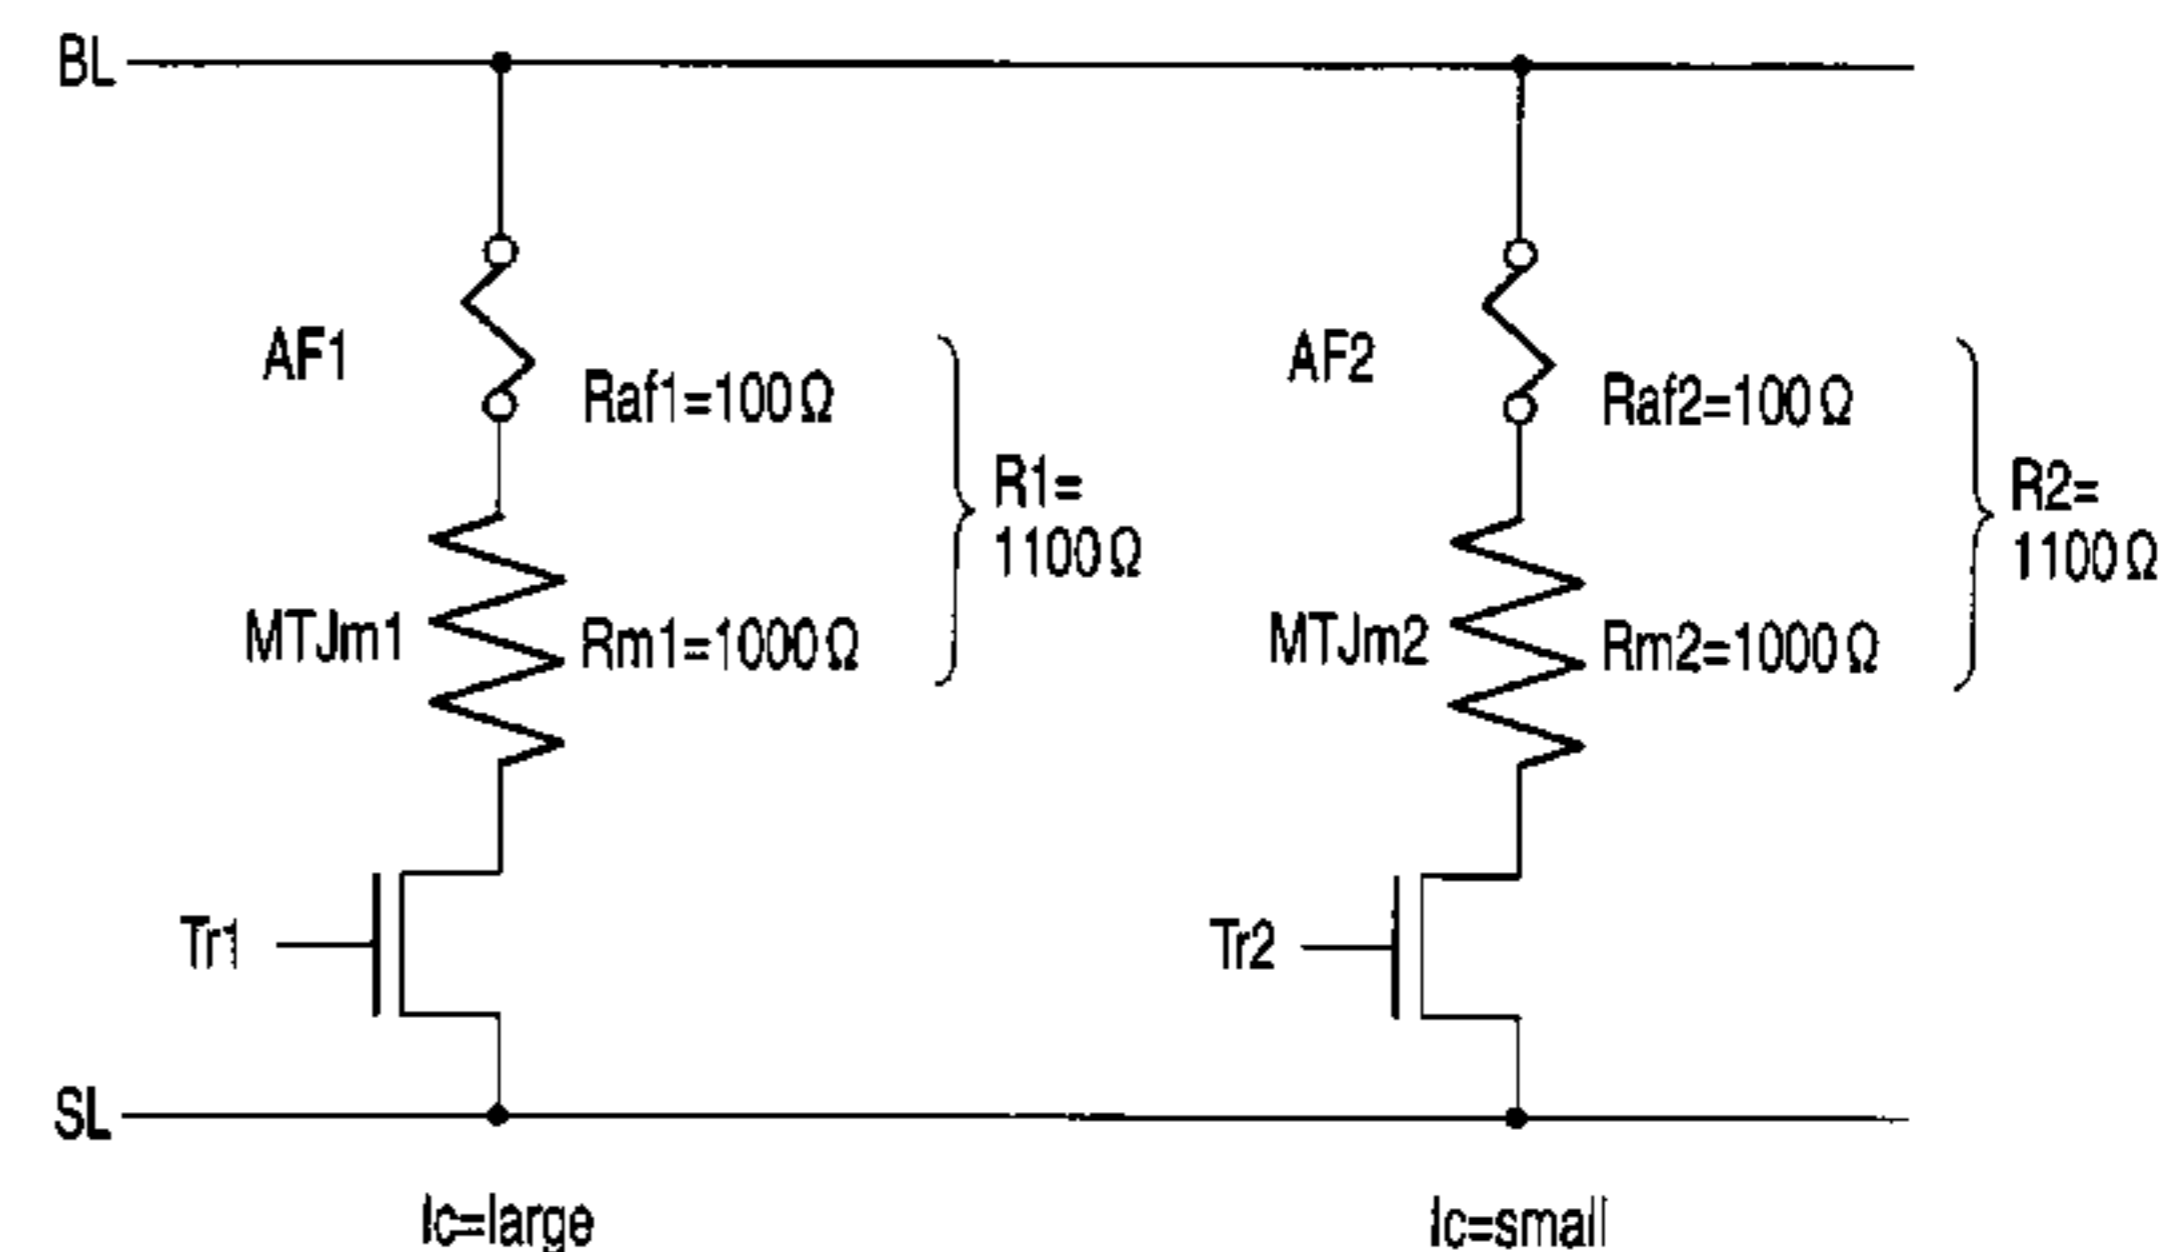 BL
AF1
Raf1=100Ω
R1=
1100Ω
MTJm1
Rm1=1000Ω
Tr1
AF2
Raf2=100Ω
R2=
1100Ω
MTJm2
Rm2=1000Ω
Tr2
SL
Ic=large
Ic=small